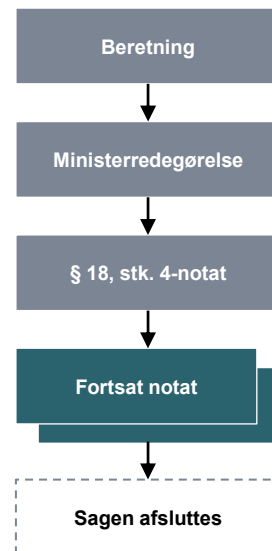 Beretning
Ministerredegørelse
§ 18, stk. 4-notat
Fortsat notat
Sagen afsluttes